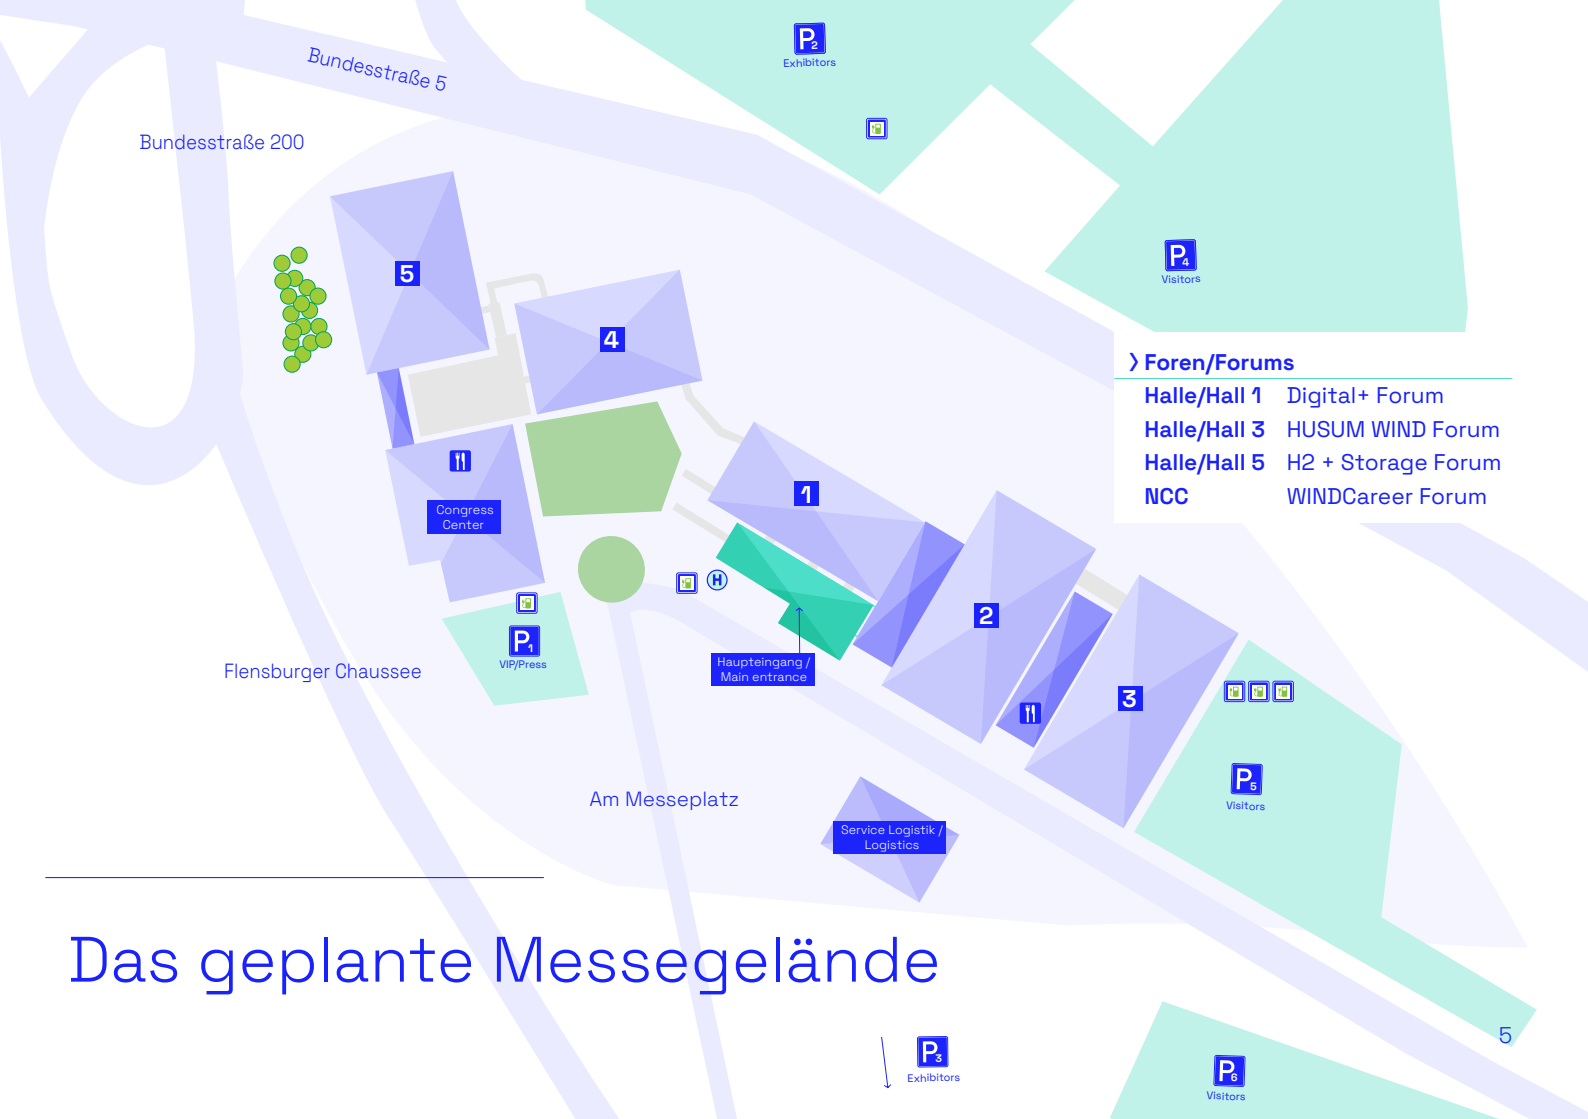 P2
Exhibitors
Bundesstraße 5
Bundesstraße 200
P4
Visitors
5
4
› Foren/Forums
Halle/Hall 1 Digital+ Forum
Halle/Hall 3 HUSUM WIND Forum
Halle/Hall 5 H2 + Storage Forum
NCC WINDCareer Forum
1
Congress
Center
H
2
P1
VIP/Press
Flensburger Chaussee
Haupteingang /
Main entrance
3
P5
Visitors
Am Messeplatz
Service Logistik /
Logistics
Das geplante Messegelände
P3
Exhibitors
P6
Visitors
5